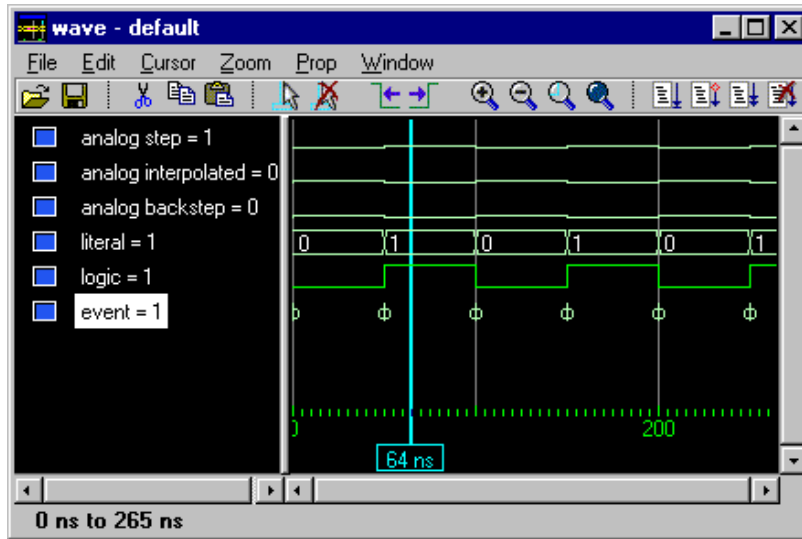 wave - default
File Edit Cursor Zoom Prop Window
analog step = 1
analog interpolated = 0
analog backstep = 0
literal = 1
0 1 0 1 0 1
logic = 1
event = 1
200
64 ns
0 ns to 265 ns